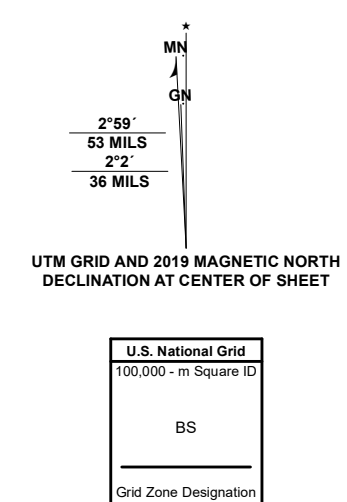 MN
GN
2°59´
53 MILS
2°2´
36 MILS
UTM GRID AND 2019 MAGNETIC NORTH
DECLINATION AT CENTER OF SHEET
U.S. National Grid
100,000 - m Square ID
BS
Grid Zone Designation